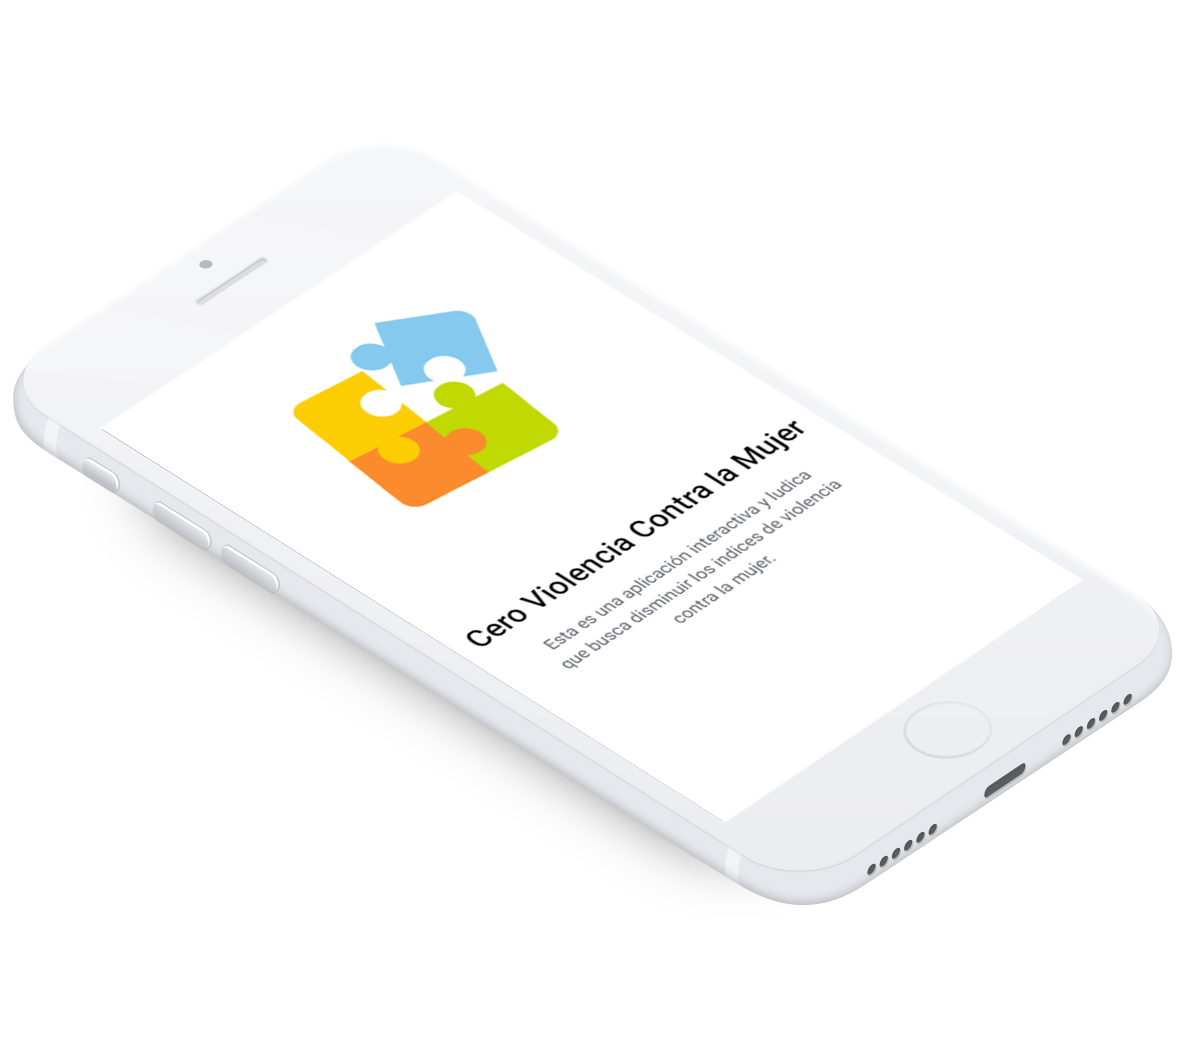 Cero Violencia Contra la Mujer
Esta es una aplicación interactiva y ludica
que busca disminuir los indices de violencia
contra la mujer.